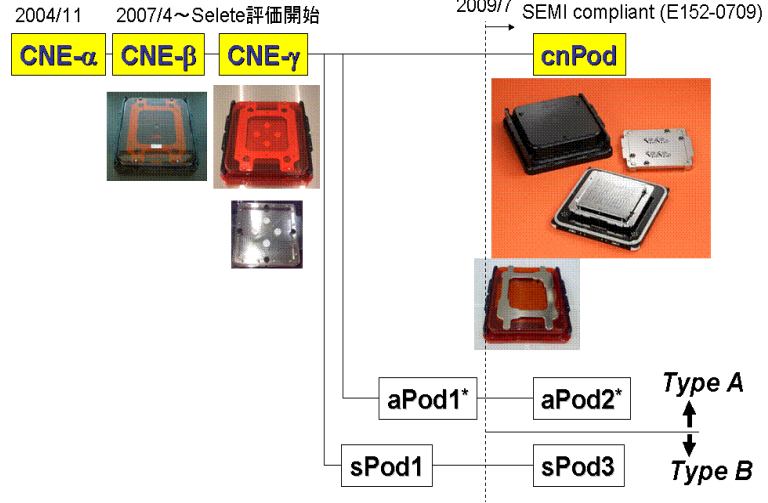 2004/11
2007/4～Selete評価開始
2009/7
SEMI compliant (E152-0709)
CNE-α
CNE-β
CNE-γ
cnPod
aPod1*
aPod2*
Type A
sPod1
sPod3
Type B